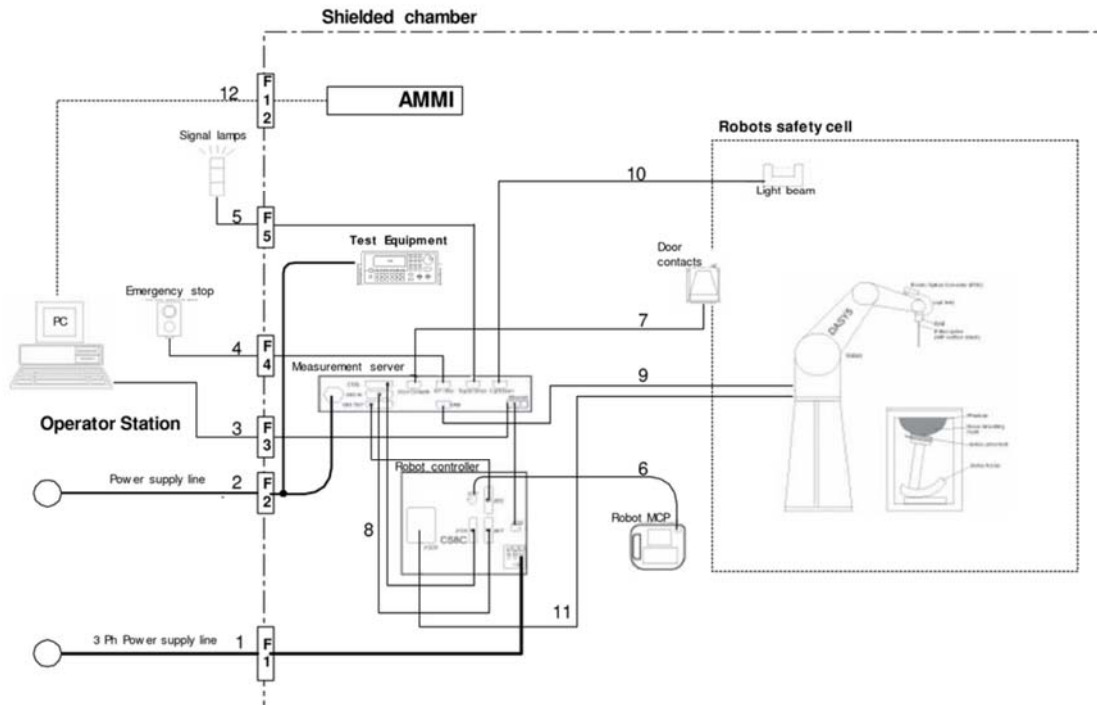 Shielded chamber
12
F
1
2
AMMI
Signal lamps
Robots safety cell
10
Light beam
5
F
5
Test Equipment
Door
contacts
Emergency stop
PC
DASY5
7
4
F
4
Measurement server
9
Operator Station
3
F
3
Robot controller
Power supply line
2
F
2
6
8
CS8C
Robot MCP
11
3 Ph Power supply line
1
F
1